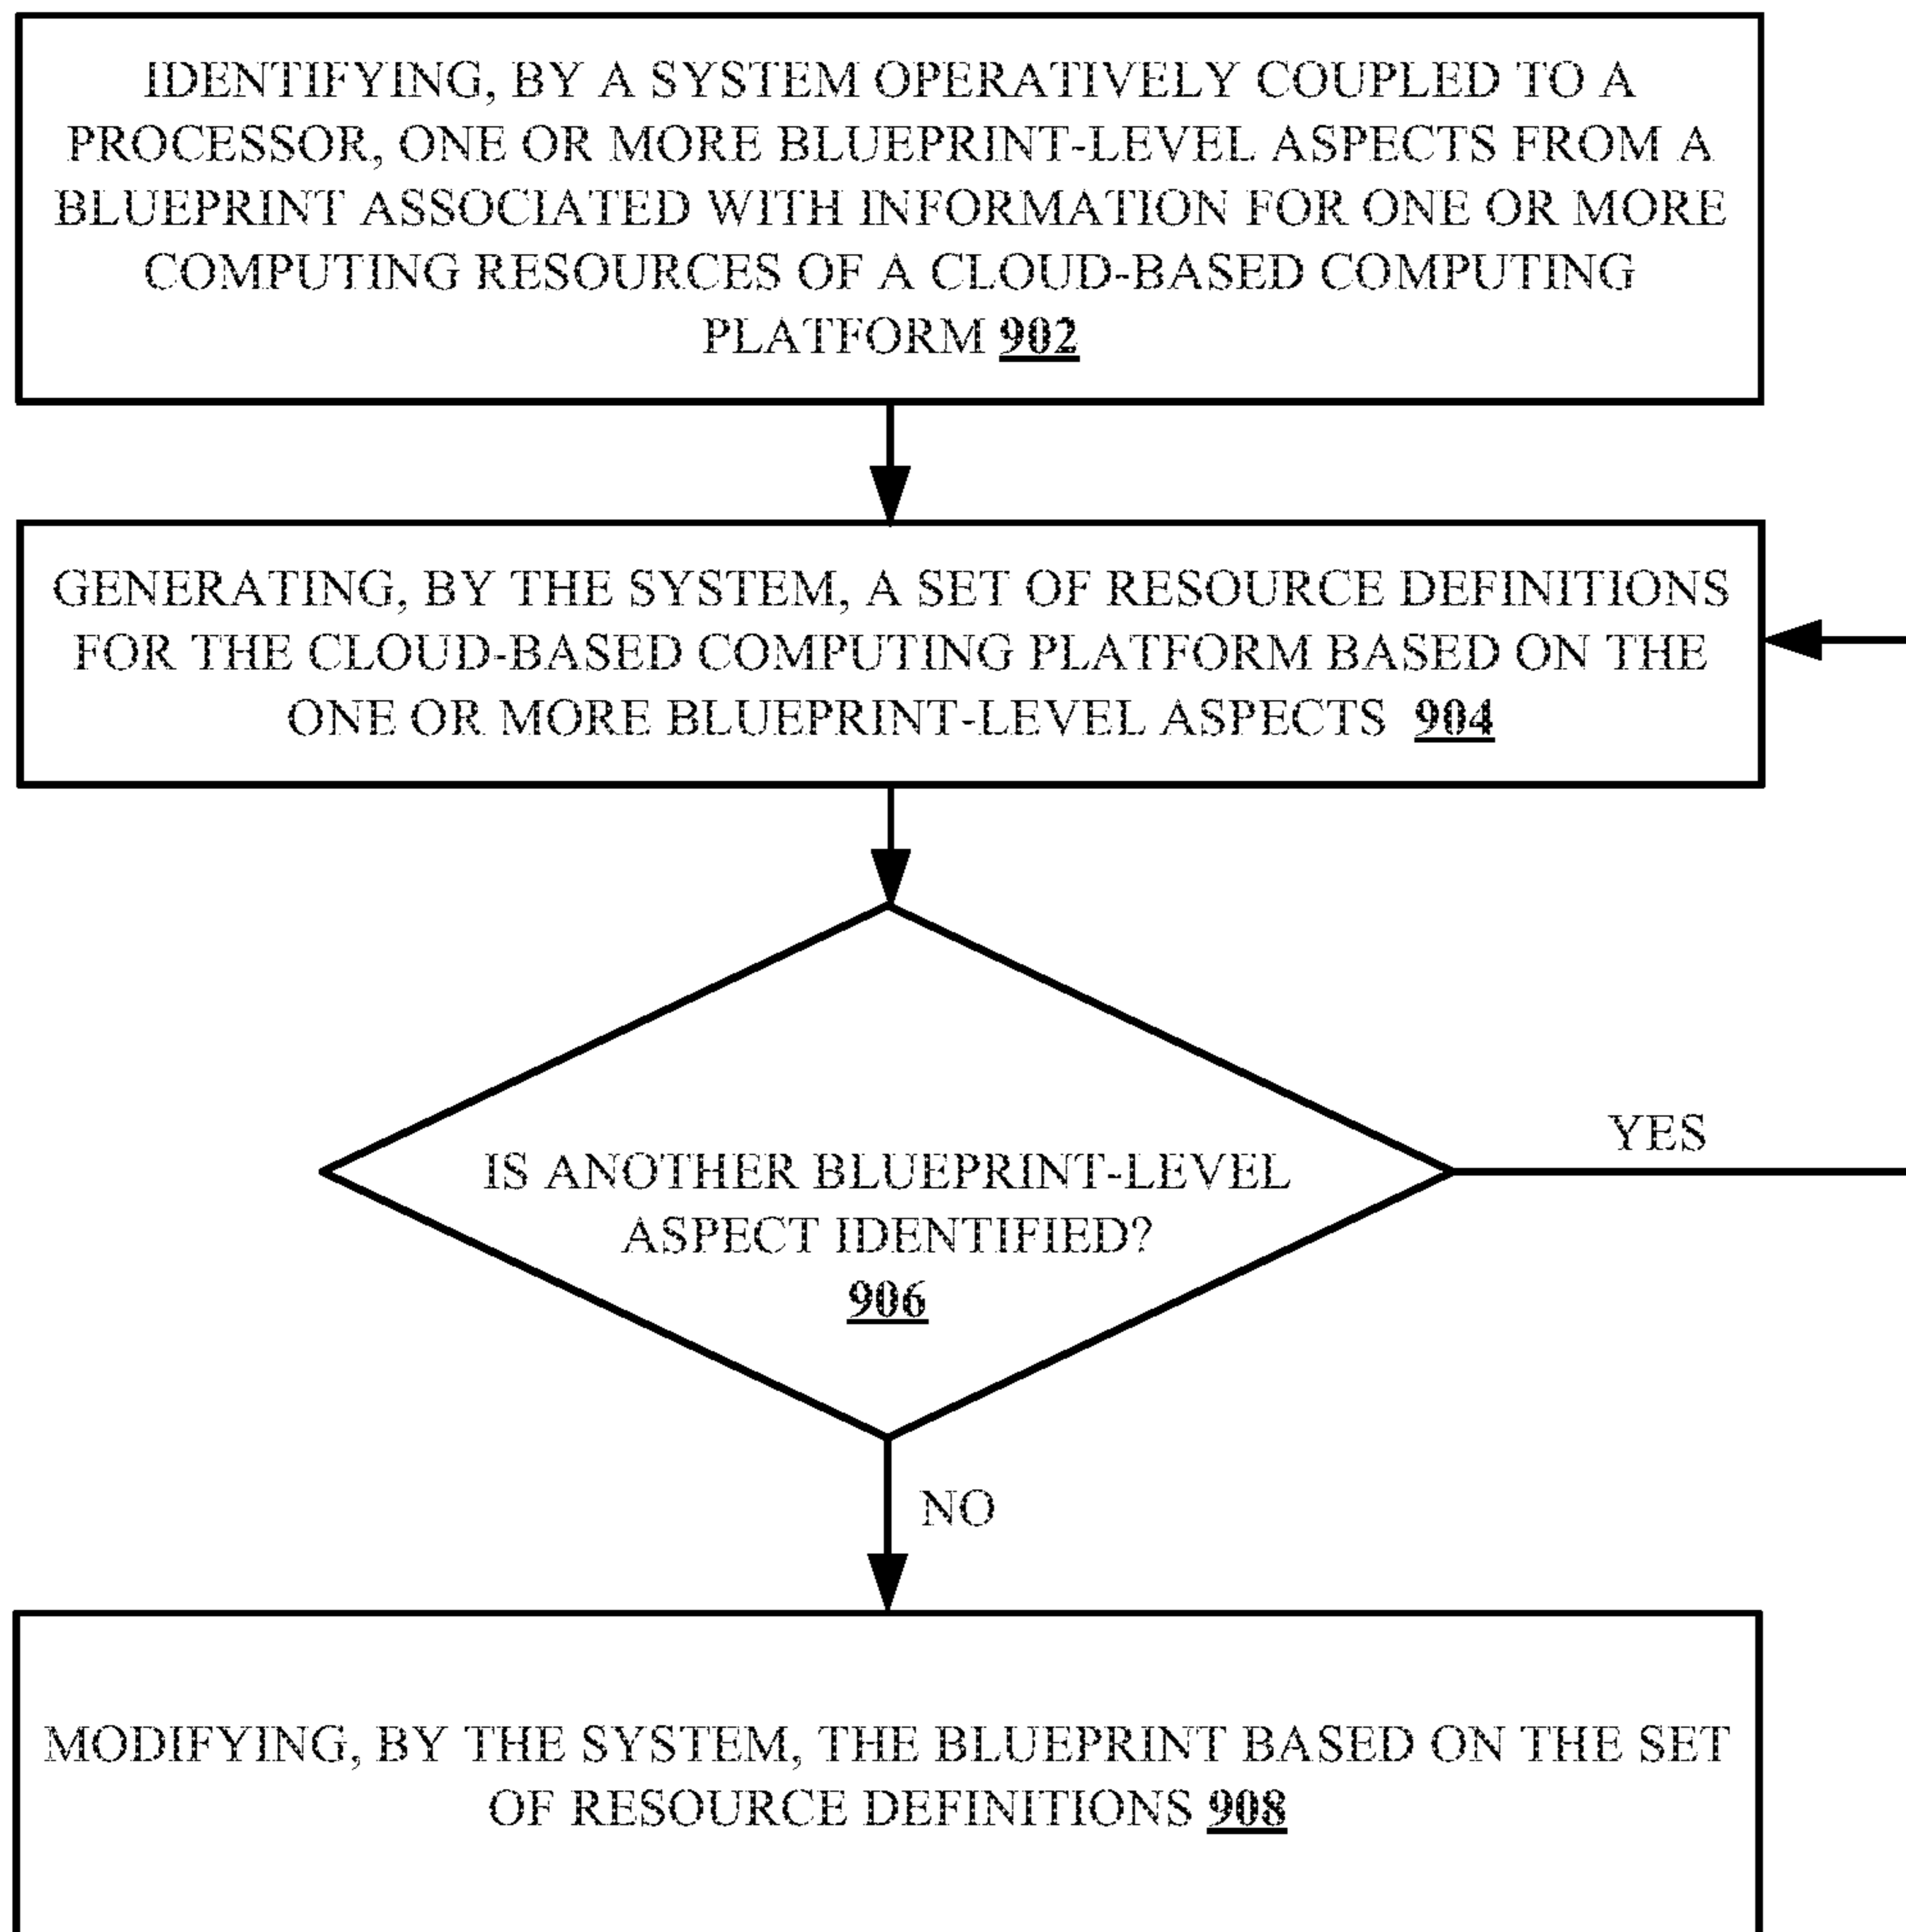 IDENTIFYING, BY A SYSTEM OPERATIVELY COUPLED TO A
PROCESSOR, ONE OR MORE BLUEPRINT-LEVEL ASPECTS FROM A
BLUEPRINT ASSOCIATED WITH INFORMATION FOR ONE OR MORE
COMPUTING RESOURCES OF A CLOUD-BASED COMPUTING
PLATFORM 902
GENERATING, BY THE SYSTEM, A SET OF RESOURCE DEFINITIONS
FOR THE CLOUD-BASED COMPUTING PLATFORM BASED ON THE
ONE OR MORE BLUEPRINT-LEVEL ASPECTS 904
YES
IS ANOTHER BLUEPRINT-LEVEL
ASPECT IDENTIFIED?
906
NO
MODIFYING, BY THE SYSTEM, THE BLUEPRINT BASED ON THE SET
OF RESOURCE DEFINITIONS 908